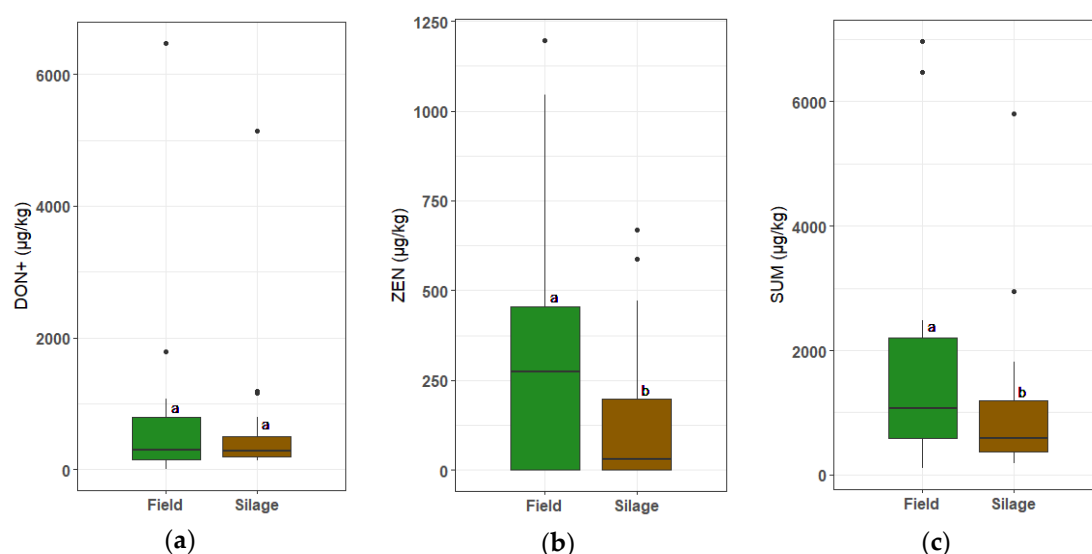 DON+ (µg/kg)
6000
4000
2000
0
a
a
Field
Silage
(a)
ZEN (µg/kg)
1250
1000
750
500
250
0
a
b
Field
Silage
(b)
SUM (µg/kg)
6000
4000
2000
0
a
b
Field
Silage
(c)